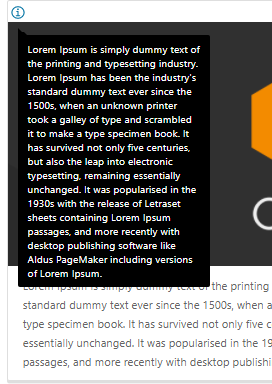 Lorem Ipsum is simply dummy text of
the printing and typesetting industry.
Lorem Ipsum has been the industry's
standard dummy text ever since the
1500s, when an unknown printer
took a galley of type and scrambled
it to make a type specimen book. It
has survived not only five centuries,
but also the leap into electronic
typesetting, remaining essentially
unchanged. It was popularised in the
1930s with the release of Letraset
sheets containing Lorem Ipsum
passages, and more recently with
desktop publishing software like
Aldus PageMaker including versions
of Lorem Ipsum.
Lorem Ipsum is simply dummy text of the printing a
standard dummy text ever since the 1500s, when a
type specimen book. It has survived not only five c
essentially unchanged. It was popularised in the 19
passages, and more recently with desktop publishi